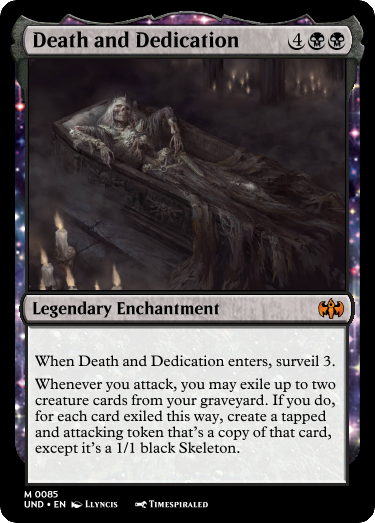 Death and Dedication 4
Legendary Enchantment
When Death and Dedication enters, surveil 3.
Whenever you attack, you may exile up to two
creature cards from your graveyard. If you do,
for each card exiled this way, create a tapped
and attacking token that's a copy of that card,
except it's a 1/1 black Skeleton.
M 0085
UND • EN LLYNCIS TIMESPIRALED